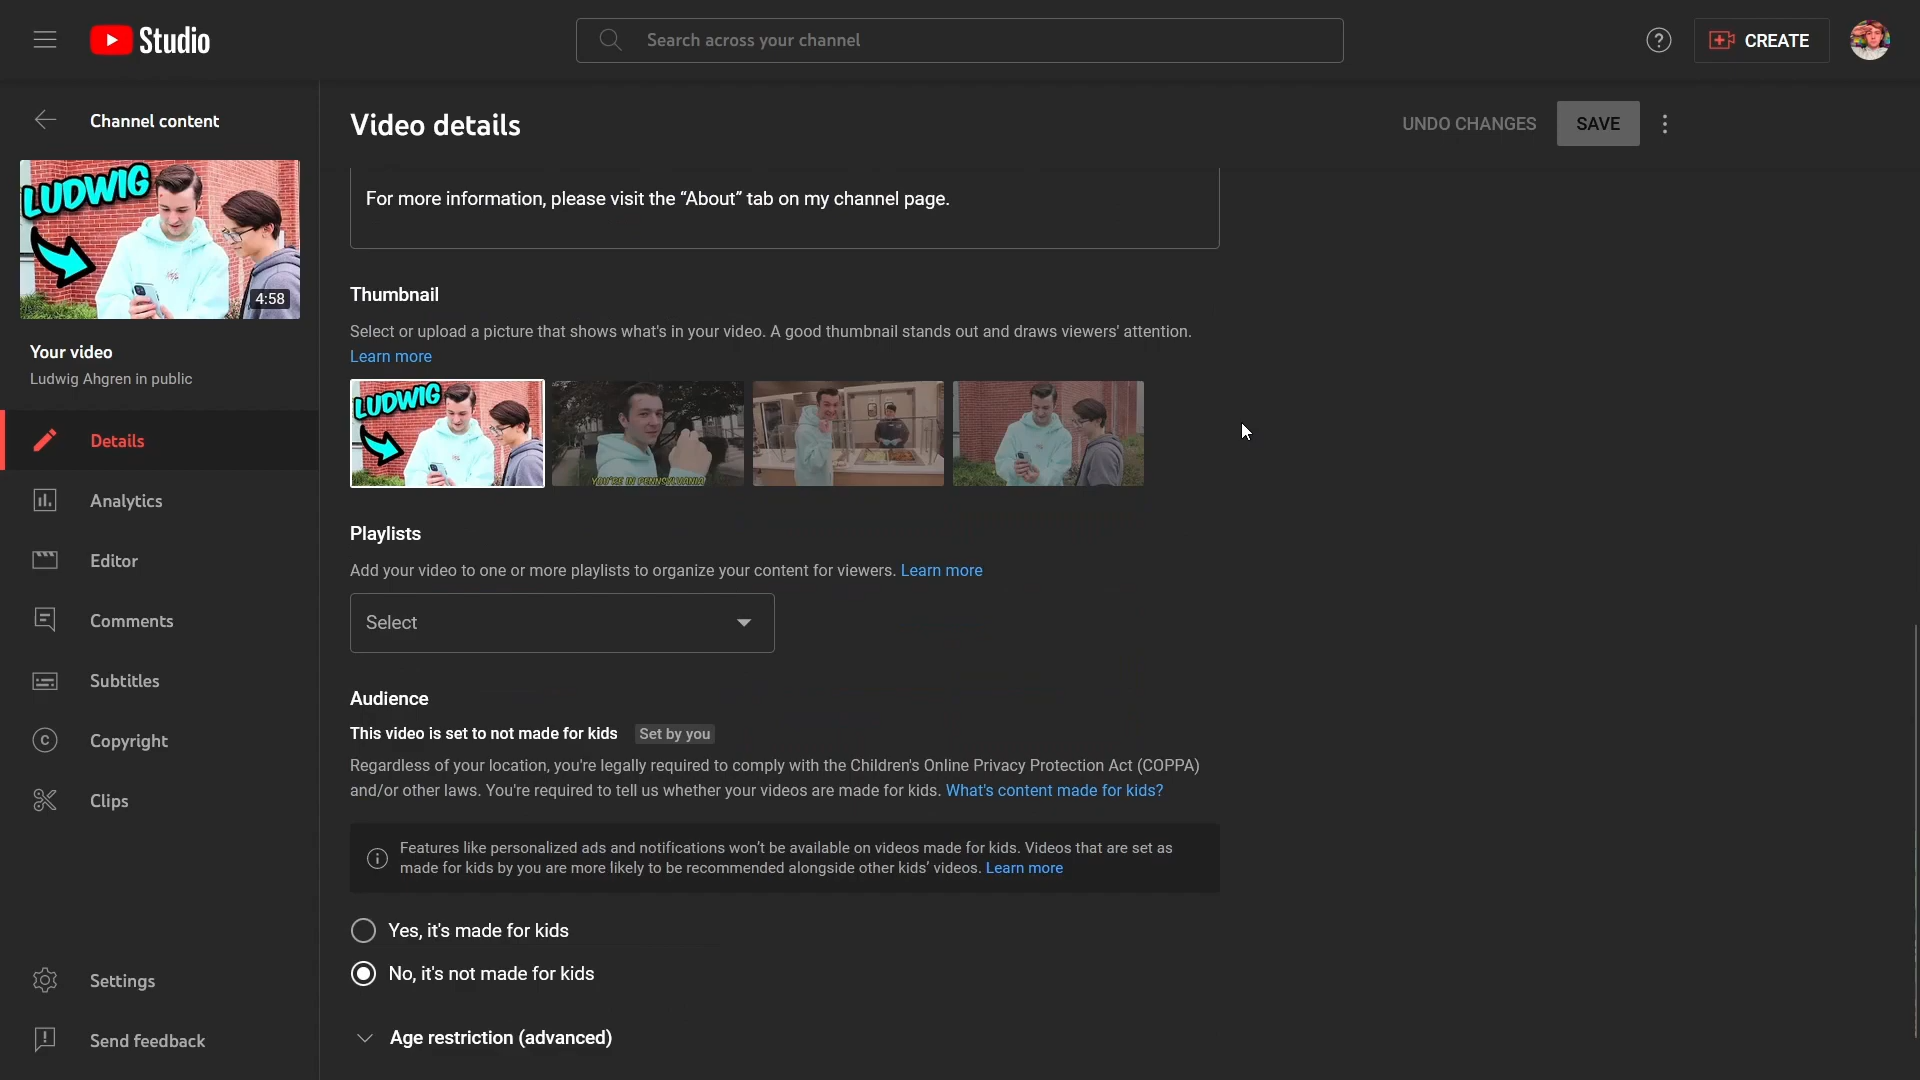 Studio
Search across your channel
CREATE
Channel content
LUDWIG
4:58
Your video
Ludwig Ahgren in public
Details
Analytics
Editor
Comments
Subtitles
Copyright
Clips
Settings
Send feedback
Video details
UNDO CHANGES
SAVE
For more information, please visit the “About” tab on my channel page.
Thumbnail
Select or upload a picture that shows what's in your video. A good thumbnail stands out and draws viewers' attention.
Learn more
LUDWIG
YOU'RE IN PENNSYLVANIA
Playlists
Add your video to one or more playlists to organize your content for viewers. Learn more
Select
Audience
This video is set to not made for kids Set by you
Regardless of your location, you're legally required to comply with the Children's Online Privacy Protection Act (COPPA)
and/or other laws. You're required to tell us whether your videos are made for kids. What's content made for kids?
Features like personalized ads and notifications won’t be available on videos made for kids. Videos that are set as
made for kids by you are more likely to be recommended alongside other kids’ videos. Learn more
Yes, it's made for kids
No, it's not made for kids
Age restriction (advanced)